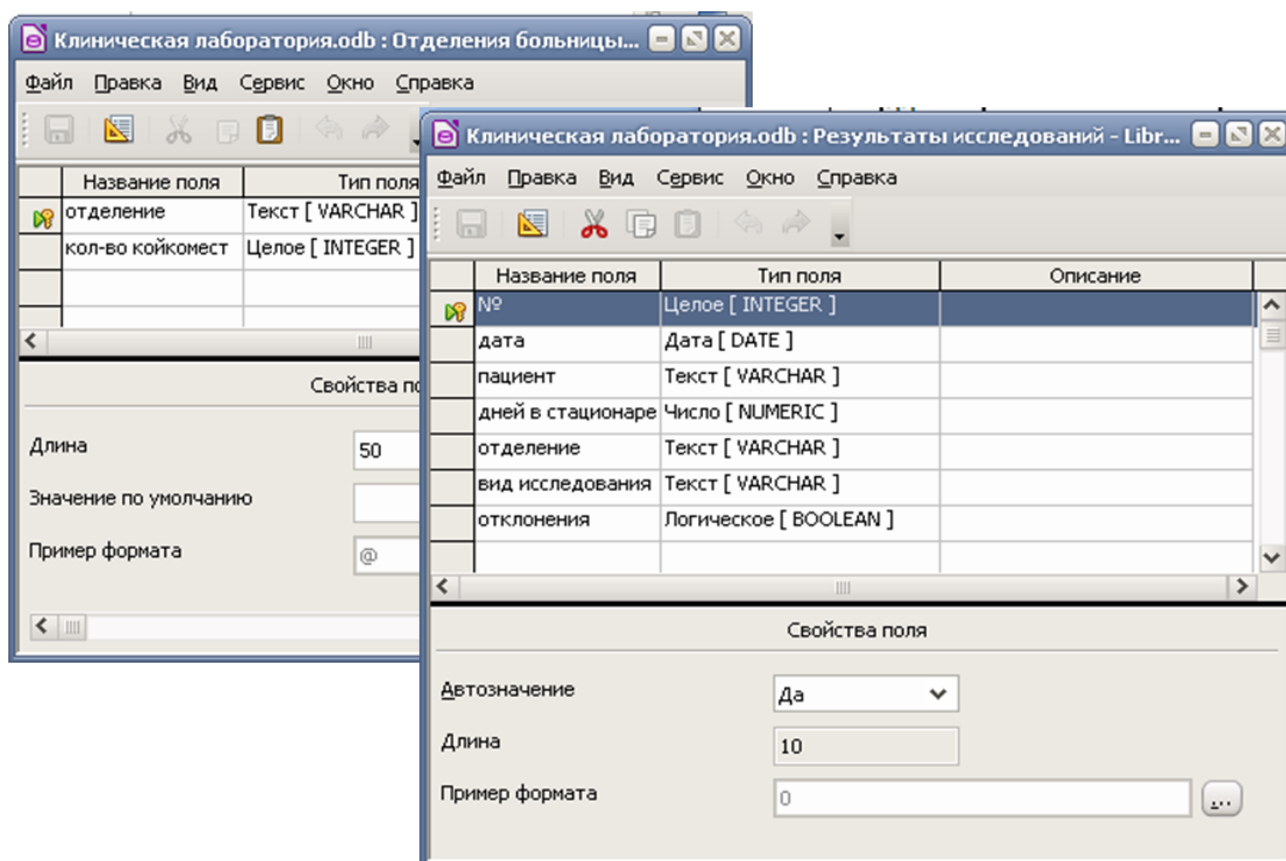 Клиническая лаборатория.odb : Отделения больницы...
Файл Правка Вид Сервис Окно Справка
Название поля Тип поля
отделение Текст [ VARCHAR ]
кол-во койкомест Целое [ INTEGER ]
Свойства по
Длина 50
Значение по умолчанию
Пример формата @
Клиническая лаборатория.odb : Результаты исследований - Libr...
Файл Правка Вид Сервис Окно Справка
Название поля Тип поля Описание
№ Целое [ INTEGER ]
дата Дата [ DATE ]
пациент Текст [ VARCHAR ]
дней в стационаре Число [ NUMERIC ]
отделение Текст [ VARCHAR ]
вид исследования Текст [ VARCHAR ]
отклонения Логическое [ BOOLEAN ]
Свойства поля
Автозначение Да
Длина 10
Пример формата 0
...